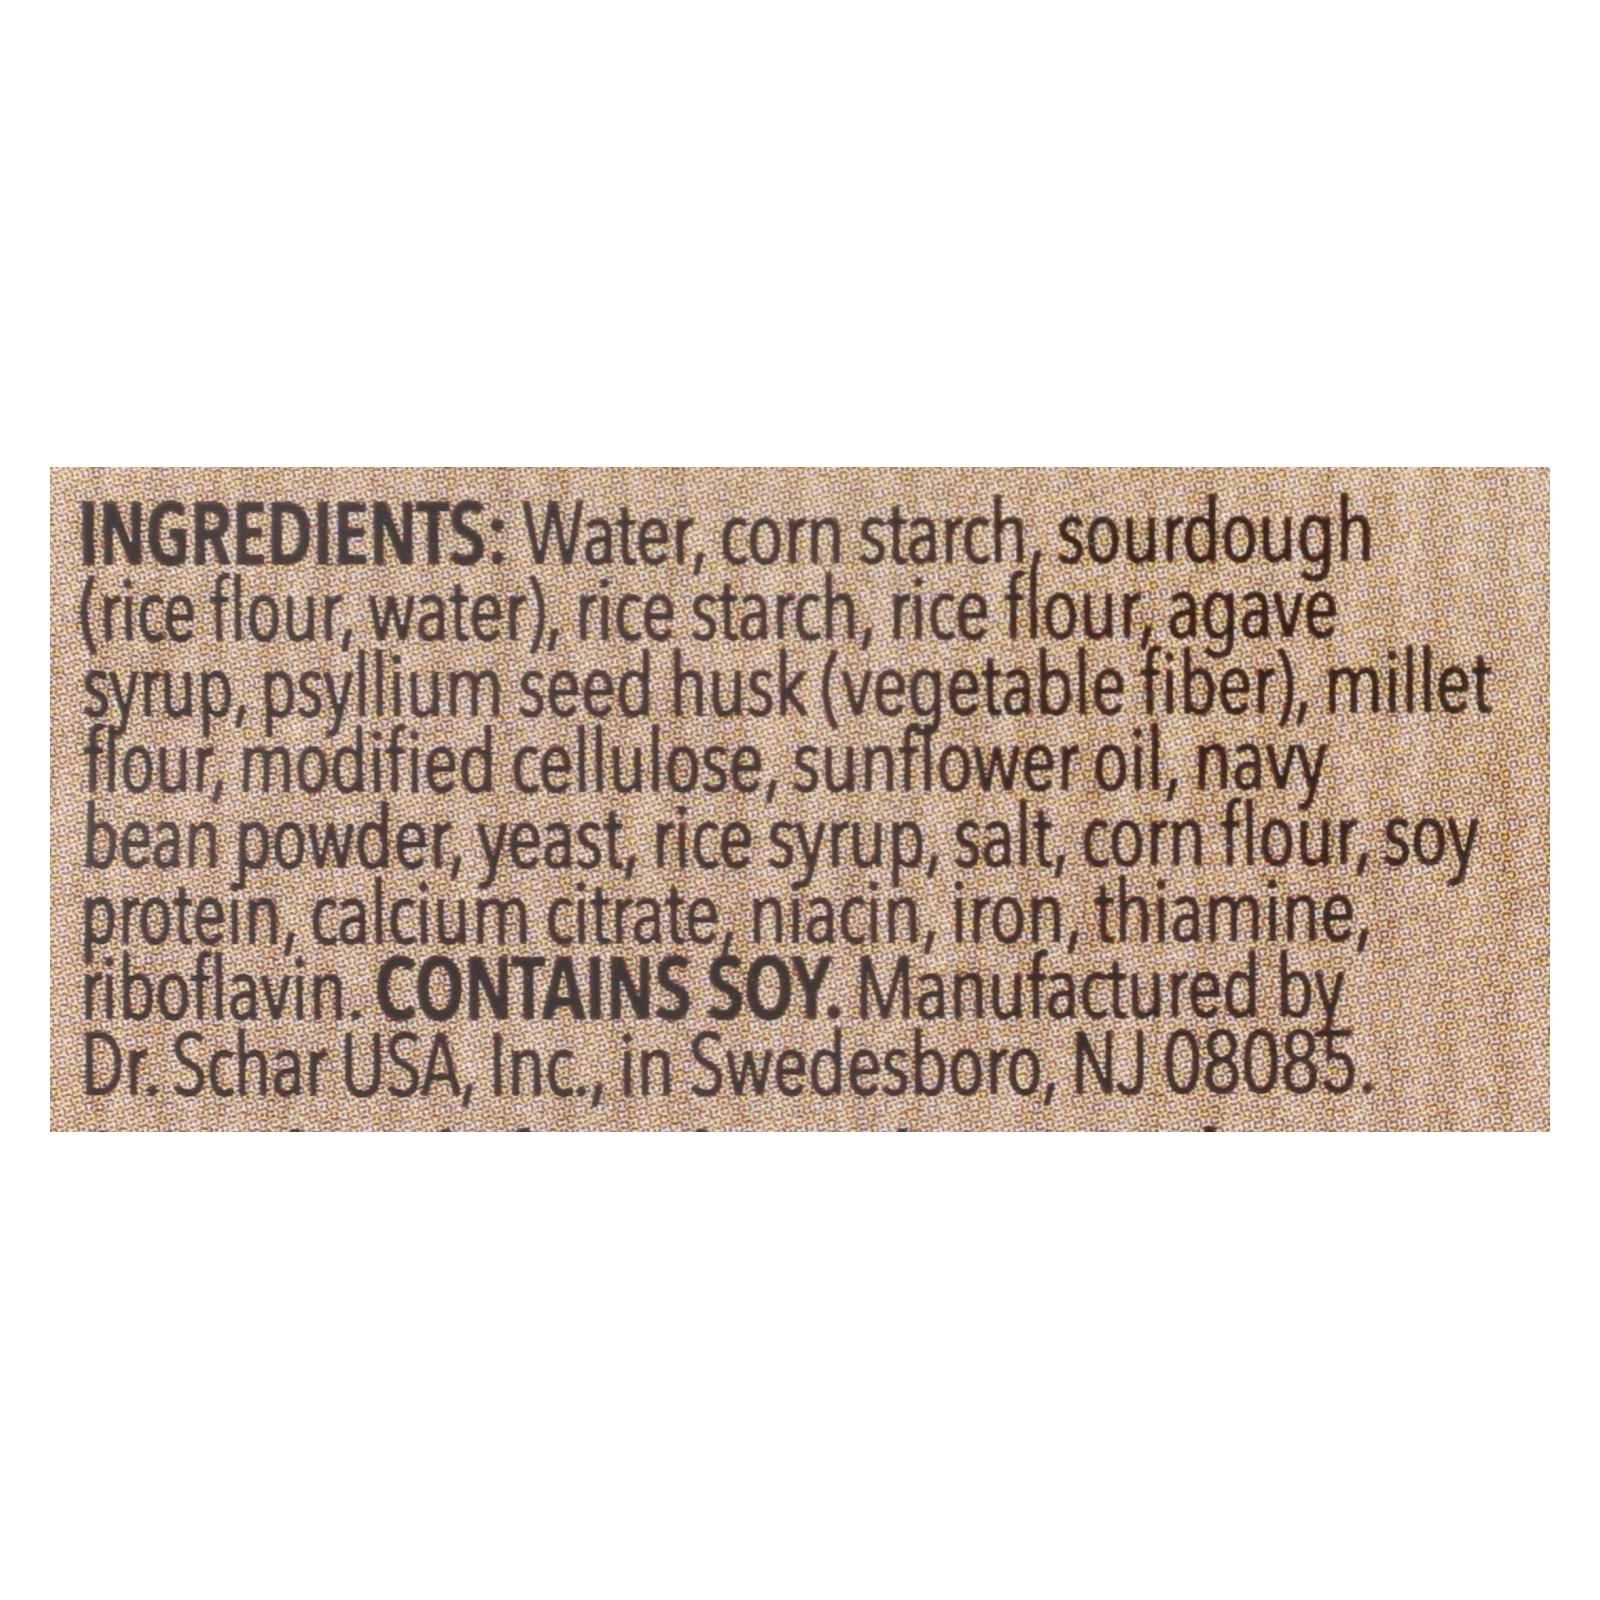 INGREDIENTS: Water, corn starch, sourdough
(rice flour, water), rice starch, rice flour, agave
syrup, psyllium seed husk (vegetable fiber), millet
flour, modified cellulose, sunflower oil, navy
bean powder, yeast, rice syrup, salt, corn flour, soy
protein, calcium citrate, niacin, iron, thiamine,
riboflavin. CONTAINS SOY. Manufactured by
Dr. Schar USA, Inc., in Swedesboro, NJ 08085.